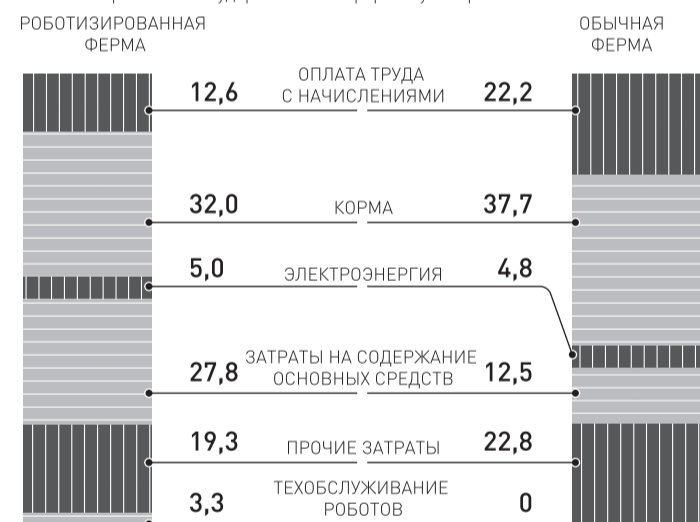 РОБОТИЗИРОВАННАЯ
ФЕРМА
ОБЫЧНАЯ
ФЕРМА
12,6
ОПЛАТА ТРУДА
С НАЧИСЛЕНИЯМИ
22,2
32,0
КОРМА
37,7
5,0
ЭЛЕКТРОЭНЕРГИЯ
4,8
27,8
ЗАТРАТЫ НА СОДЕРЖАНИЕ
ОСНОВНЫХ СРЕДСТВ
12,5
19,3
ПРОЧИЕ ЗАТРАТЫ
22,8
3,3
ТЕХОБСЛУЖИВАНИЕ
РОБОТОВ
0